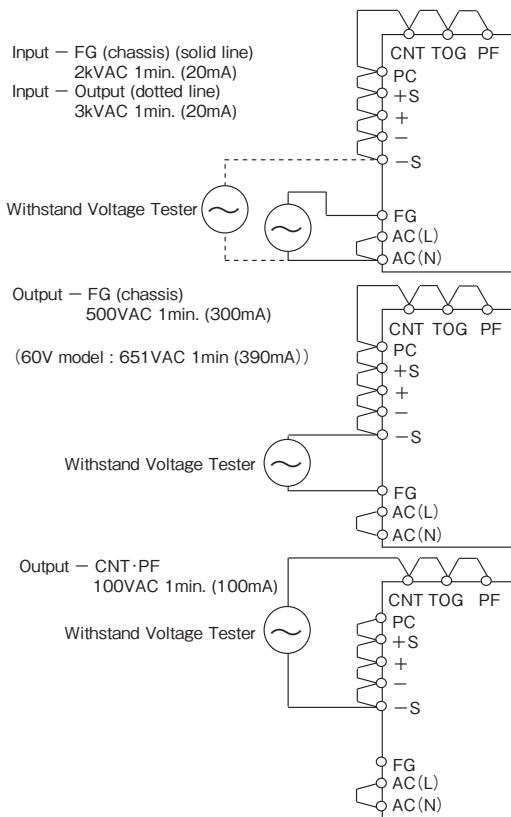 Input − FG (chassis) (solid line)
2kVAC 1min. (20mA)
Input − Output (dotted line)
3kVAC 1min. (20mA)
Withstand Voltage Tester
CNT TOG PF
PC
+S
+
−
−S
FG
AC(L)
AC(N)
Output − FG (chassis)
500VAC 1min. (300mA)
(60V model : 651VAC 1min (390mA))
Withstand Voltage Tester
CNT TOG PF
PC
+S
+
−
−S
FG
AC(L)
AC(N)
Output − CNT·PF
100VAC 1min. (100mA)
Withstand Voltage Tester
CNT TOG PF
PC
+S
+
−
−S
FG
AC(L)
AC(N)